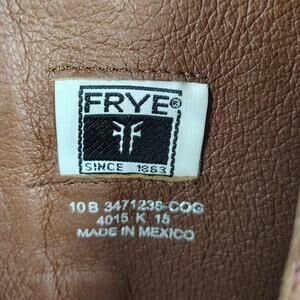 FRYE®
SINCE 1863
10 B 3471235-COG
4015 K 15
MADE IN MEXICO